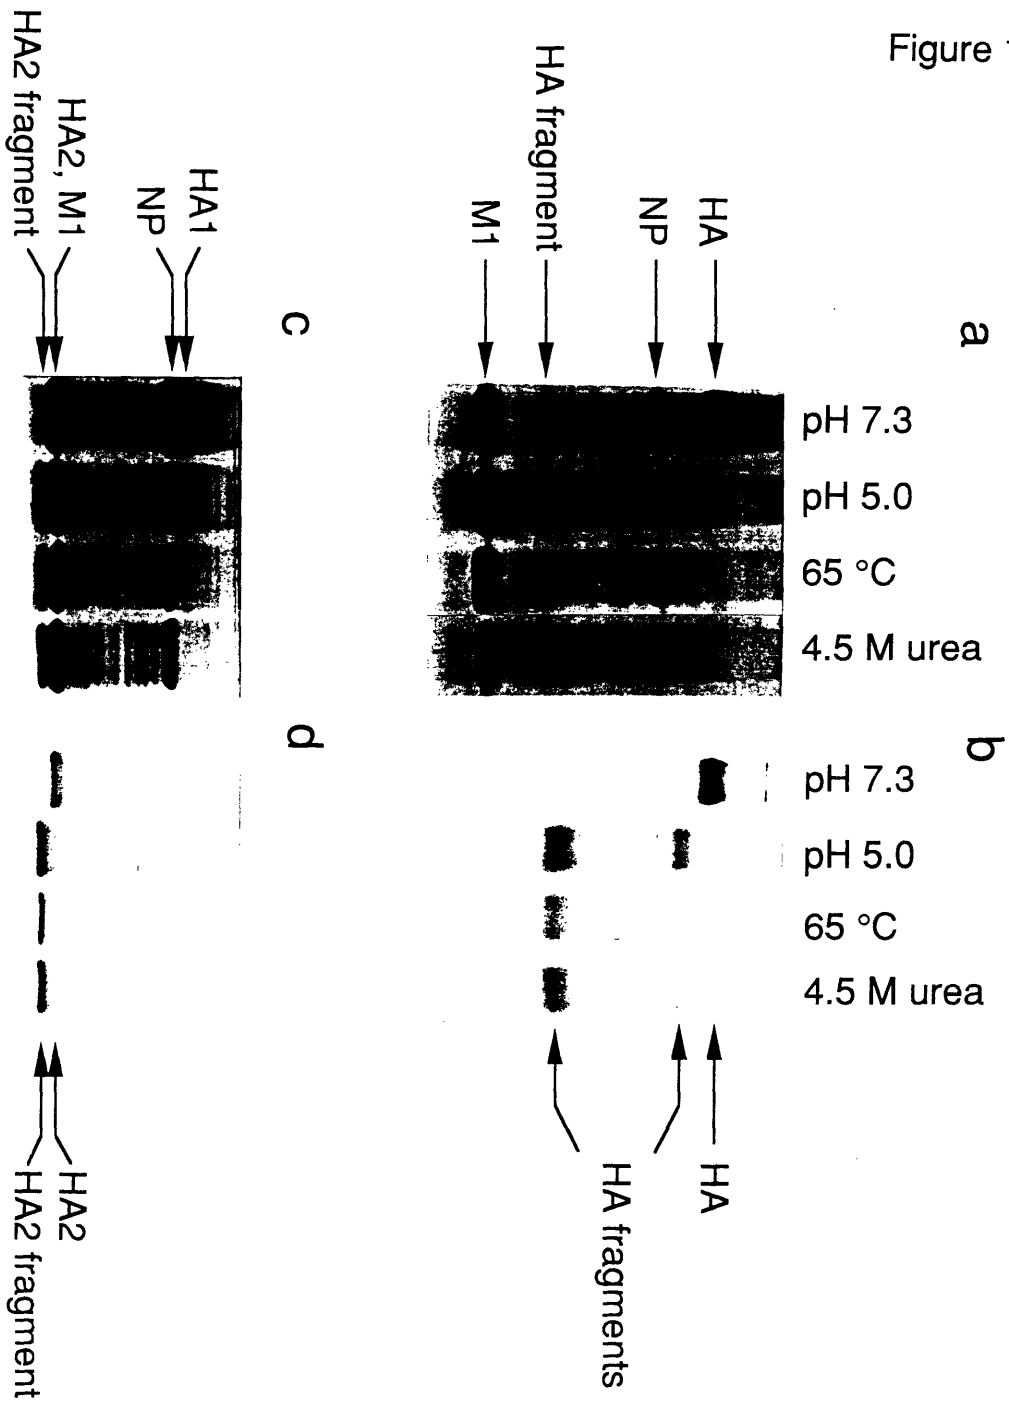 Figure 1
a
pH 7.3
pH 5.0
65 °C
4.5 M urea
HA
NP
HA fragment
M1
b
pH 7.3
pH 5.0
65 °C
4.5 M urea
HA
HA fragments
c
HA1
NP
HA2, M1
HA2 fragment
d
HA2
HA2 fragment